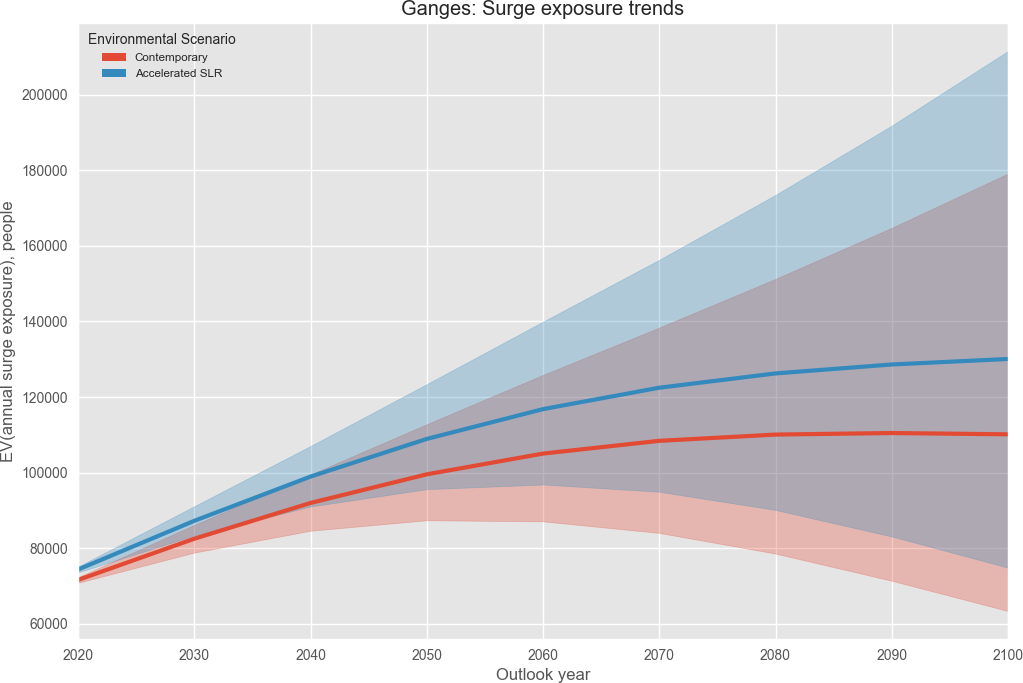 Ganges: Surge exposure trends
Environmental Scenario
Contemporary
Accelerated SLR
EV(annual surge exposure), people
200000
180000
160000
140000
120000
100000
80000
60000
2020 2030 2040 2050 2060 2070 2080 2090 2100
Outlook year